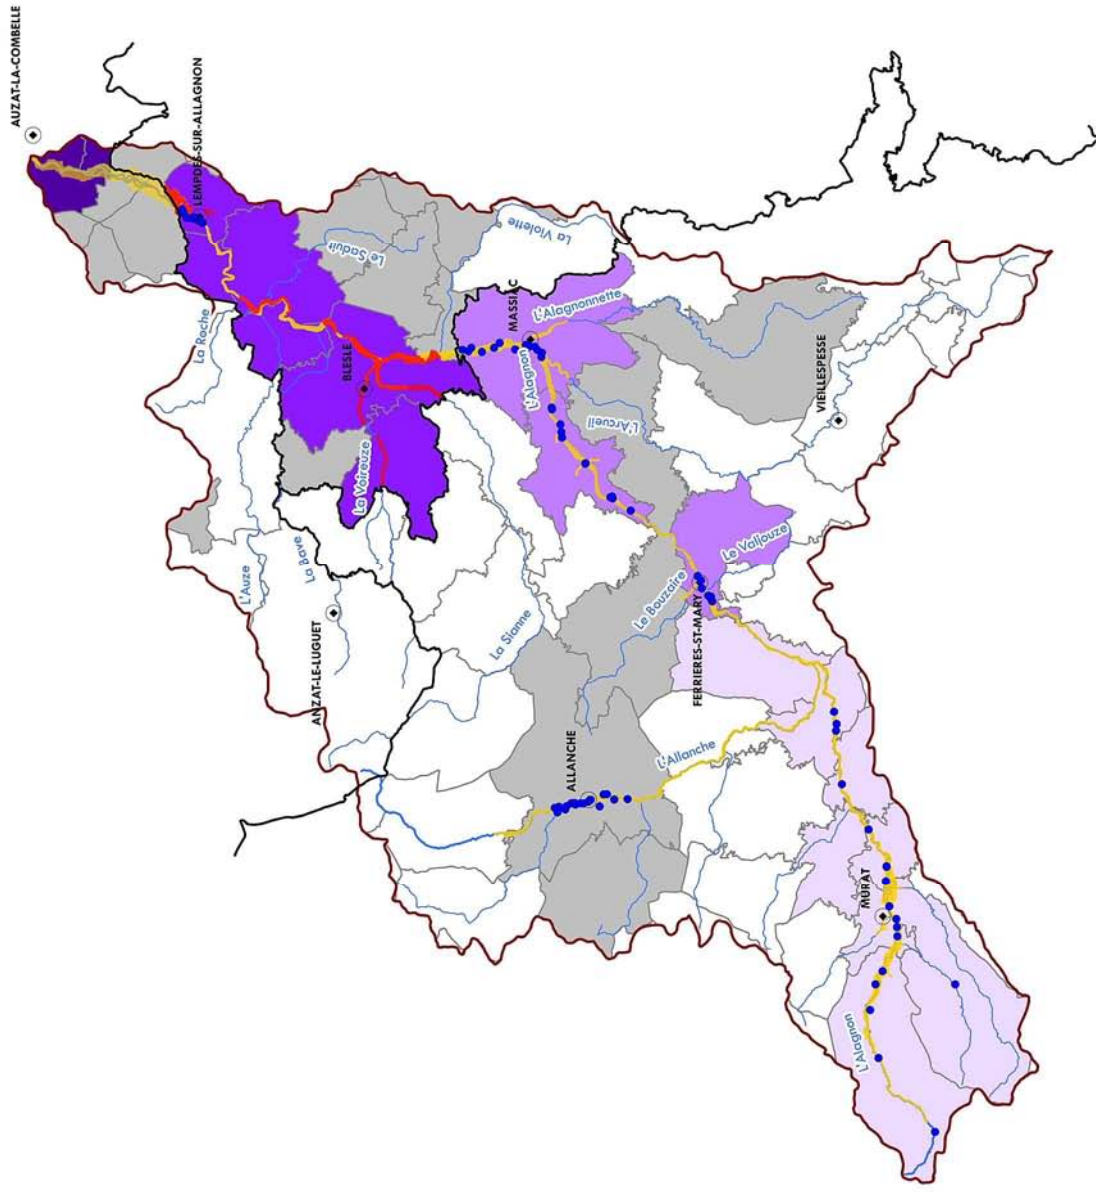 AUZAT-LA-COMBELLE
LEMPDES-SUR-ALLAGNON
Le Saduit
La Violette
La Roche
BLESLE
MASSIAC
L'Alagnonnette
L'Alagnon
La Voireuze
L'Arcueil
VIEILLESPESSE
L'Auze
La Bave
ANZAT-LE-LUGUET
La Sianne
Le Bouzaire
Le Valjouze
FERRIERES-ST-MARY
ALLANCHE
L'Allanche
MURAT
L'Alagnon